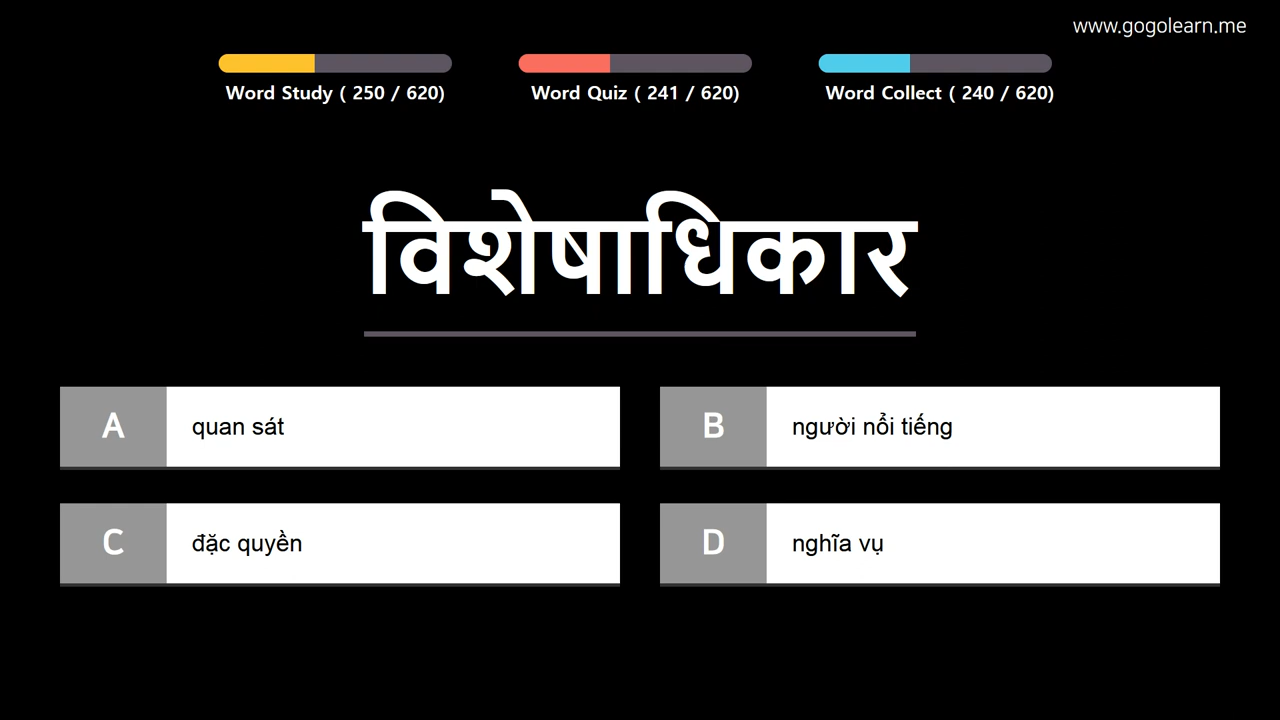 www.gogolearn.me
Word Study ( 250 / 620)
Word Quiz ( 241 / 620)
Word Collect ( 240 / 620)
विशेषाधिकार
A quan sát
B người nổi tiếng
C đặc quyền
D nghĩa vụ